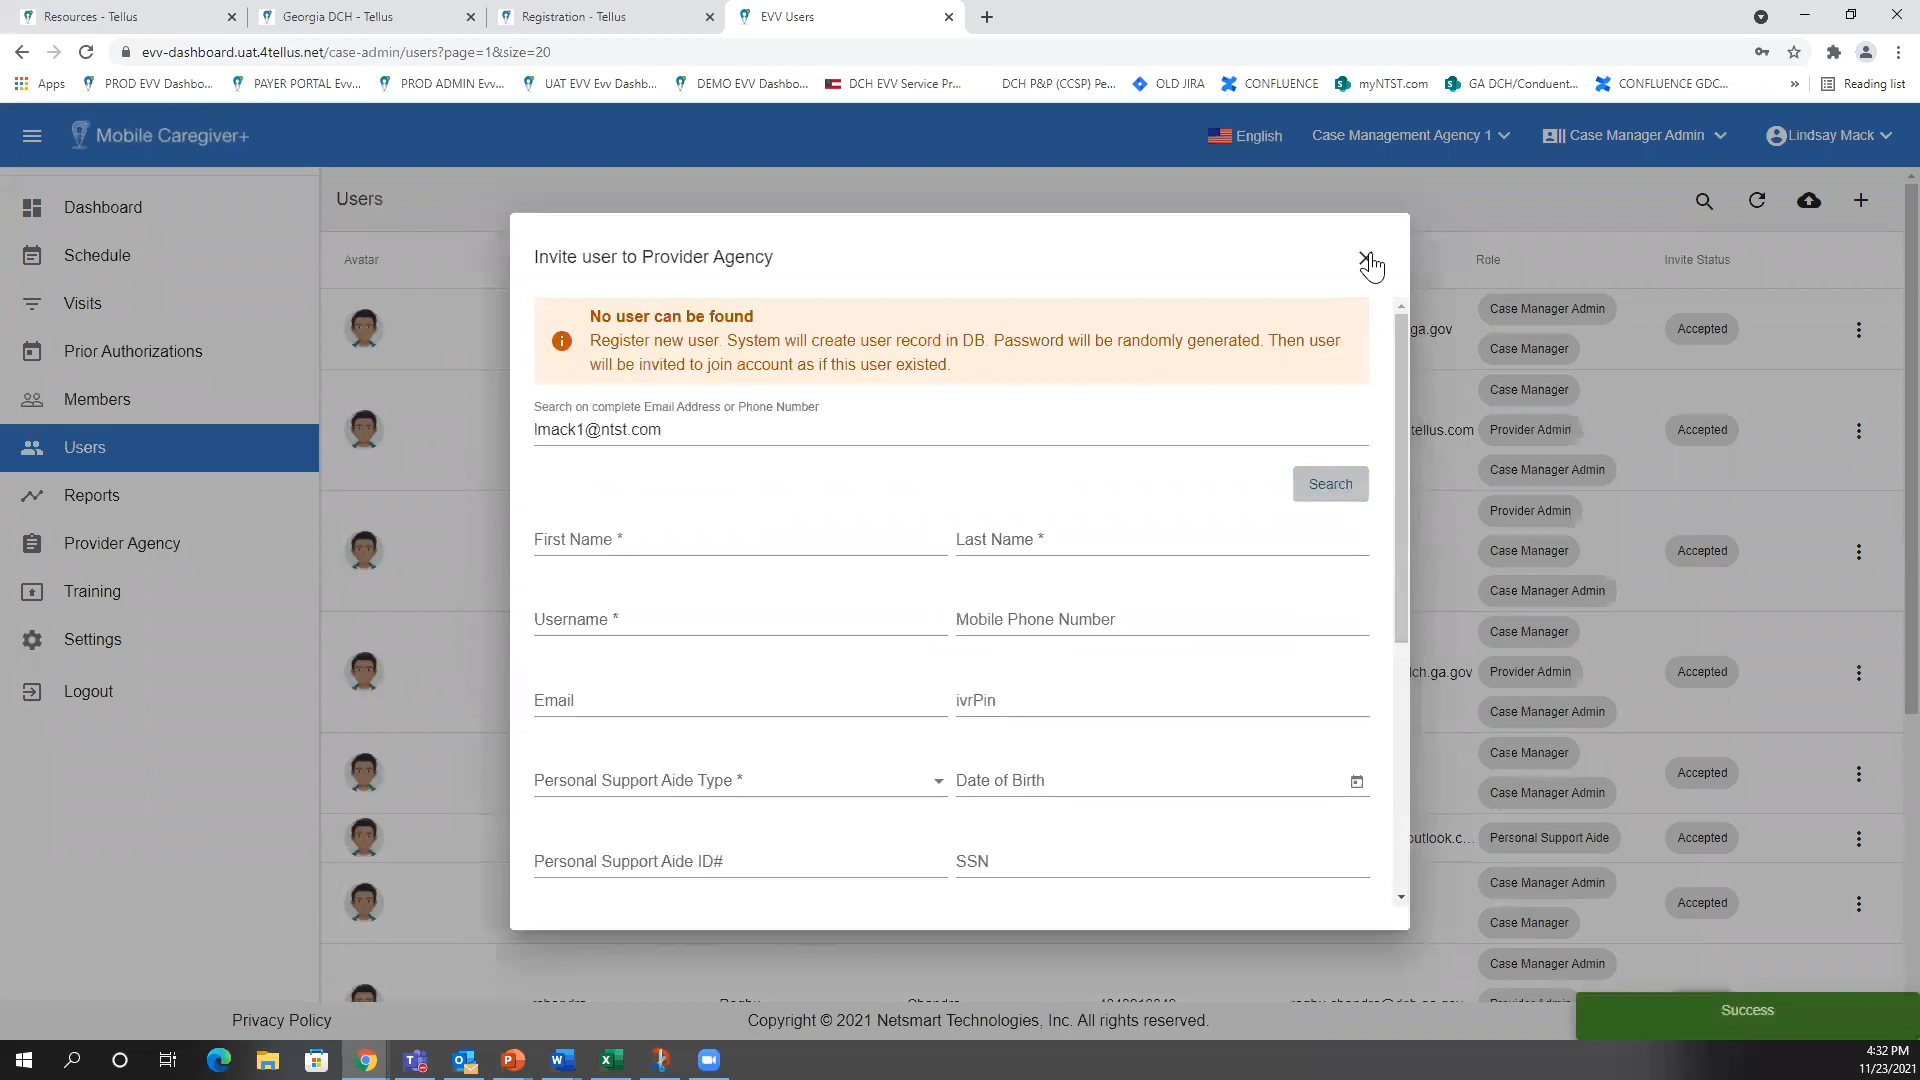 Resources - Tellus
Georgia DCH - Tellus
Registration - Tellus
EVV Users
evv-dashboard.uat.4tellus.net/case-admin/users?page=1&size=20
Apps
PROD EVV Dashbo...
PAYER PORTAL Evv...
PROD ADMIN Evv...
UAT EVV Evv Dashb...
DEMO EVV Dashbo...
DCH EVV Service Pr...
DCH P&P (CCSP) Pe...
OLD JIRA
CONFLUENCE
myNTST.com
GA DCH/Conduent...
CONFLUENCE GDC...
»
Reading list
Mobile Caregiver+
English
Case Management Agency 1
Case Manager Admin
Lindsay Mack
Dashboard
Schedule
Visits
Prior Authorizations
Members
Users
Reports
Provider Agency
Training
Settings
Logout
Users
Avatar
Role
Invite Status
Invite user to Provider Agency
No user can be found
Register new user. System will create user record in DB. Password will be randomly generated. Then user
will be invited to join account as if this user existed.
Search on complete Email Address or Phone Number
lmack1@ntst.com
Search
First Name *
Last Name *
Username *
Mobile Phone Number
Email
ivrPin
Personal Support Aide Type *
Date of Birth
Personal Support Aide ID#
SSN
ga.gov
Case Manager Admin
Case Manager
Accepted
tellus.com
Case Manager
Provider Admin
Case Manager Admin
Accepted
Provider Admin
Case Manager
Case Manager Admin
Accepted
lch.ga.gov
Case Manager
Provider Admin
Case Manager Admin
Accepted
Case Manager
Case Manager Admin
Accepted
outlook.c...
Personal Support Aide
Accepted
Case Manager Admin
Case Manager
Accepted
Case Manager Admin
Success
Privacy Policy
Copyright © 2021 Netsmart Technologies, Inc. All rights reserved.
4:32 PM
11/23/2021